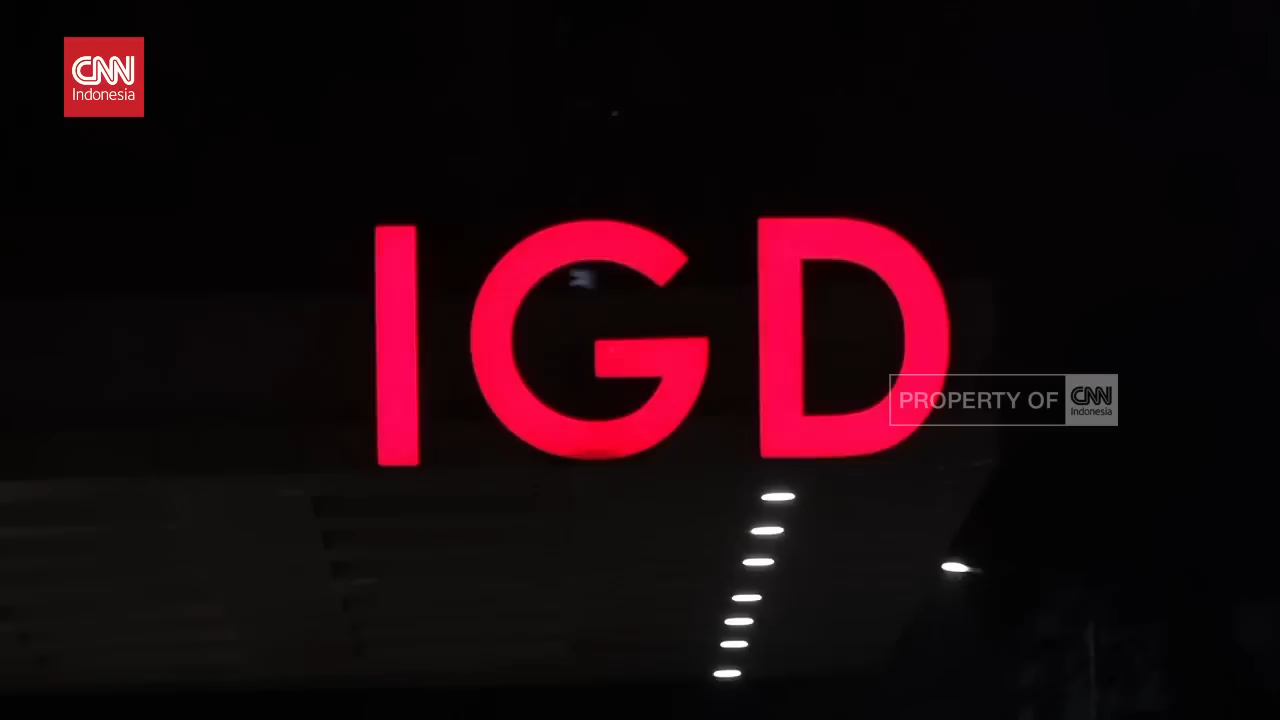 CNN
Indonesia
IGD
PROPERTY OF CNN
Indonesia